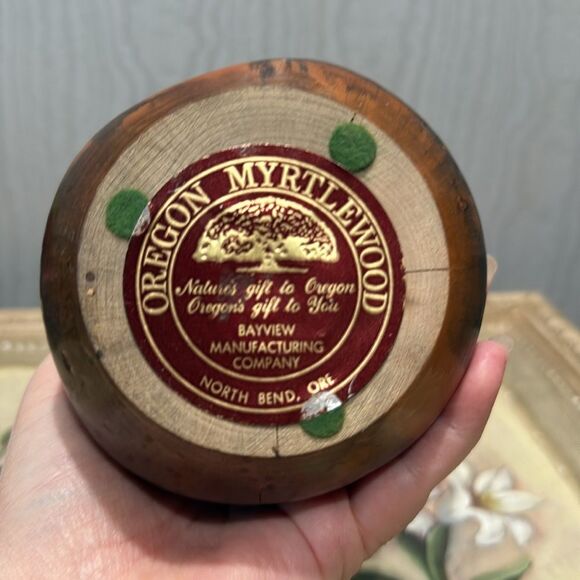 OREGON MYRTLEWOOD
Nature's gift to Oregon
Oregon's gift to You
BAYVIEW
MANUFACTURING
COMPANY
NORTH BEND, ORE